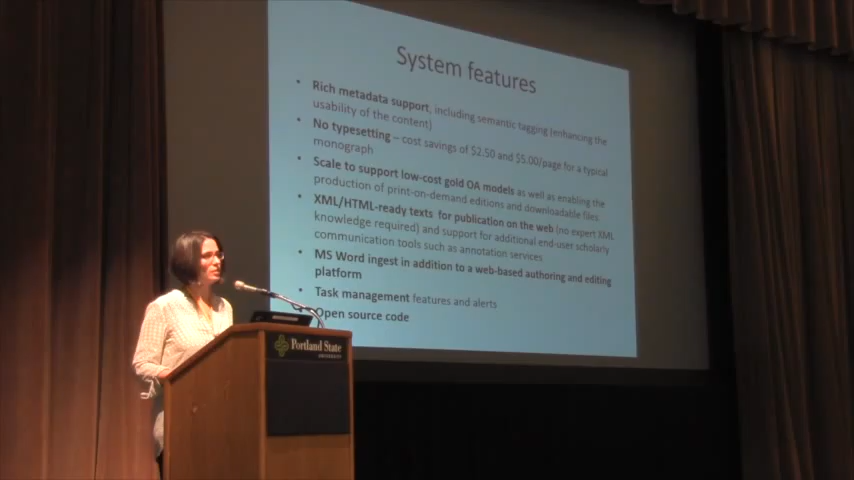 System features
• Rich metadata support, including semantic tagging (enhancing the
usability of the content)
• No typesetting – cost savings of $2.50 and $5.00/page for a typical
monograph
• Scale to support low-cost gold OA models as well as enabling the
production of print-on-demand editions and downloadable files
• XML/HTML-ready texts for publication on the web (no expert XML
knowledge required) and support for additional end-user scholarly
communication tools such as annotation services
• MS Word ingest in addition to a web-based authoring and editing
platform
• Task management features and alerts
Open source code
Portland State
UNIVERSITY